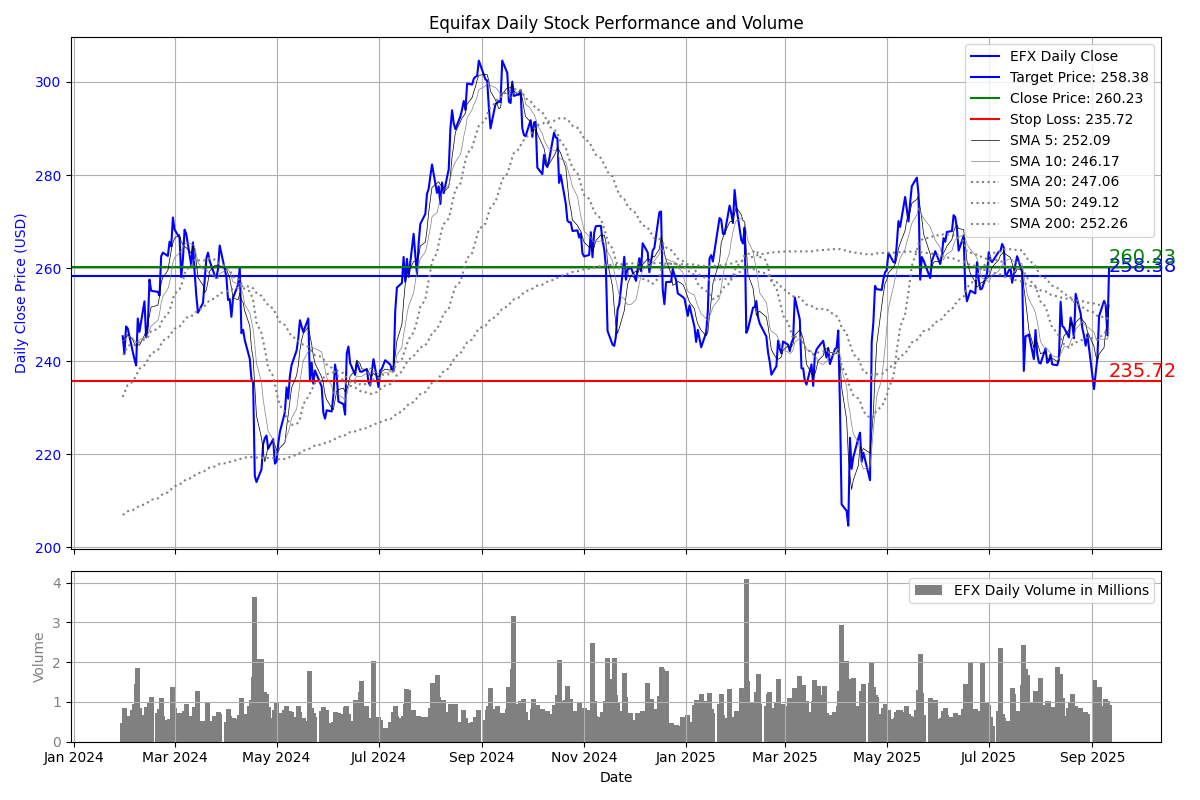 Equifax Daily Stock Performance and Volume
EFX Daily Close
Target Price: 258.38
Close Price: 260.23
Stop Loss: 235.72
SMA 5: 252.09
SMA 10: 246.17
SMA 20: 247.06
SMA 50: 249.12
SMA 200: 252.26
Daily Close Price (USD)
300
280
260
240
220
200
260.23
258.38
235.72
EFX Daily Volume in Millions
Volume
4
3
2
1
0
Jan 2024
Mar 2024
May 2024
Jul 2024
Sep 2024
Nov 2024
Jan 2025
Mar 2025
May 2025
Jul 2025
Sep 2025
Date